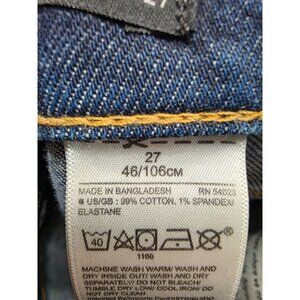 27
27
46/106CM
MADE IN BANGLADESH RN 54023
US/GB: 99% COTTON, 1% SPANDEX/
ELASTANE
40
1166
MACHINE WASH/ WARM/ WASH AND
DRY INSIDE OUT/ WASH AND DRY
SEPARATELY/ DO NOT BLEACH/
TUMBLE DRY LOW/ COOL IRON/ DO
NOT DRY CLEAN/